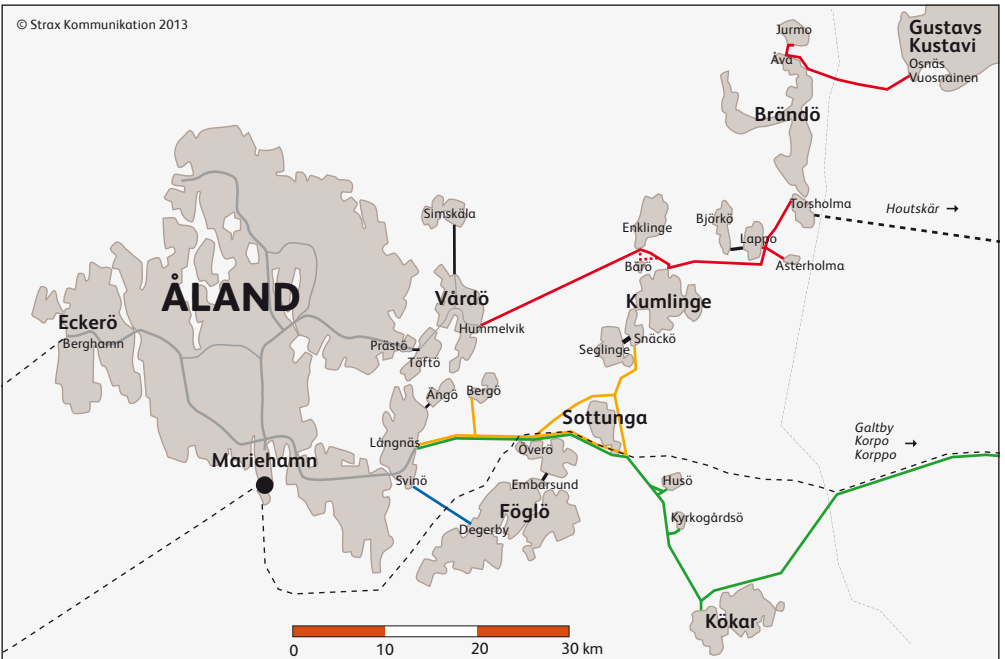 © Strax Kommunikation 2013
Jurmo
Åva
Gustavs
Kustavi
Osnäs
Vuosnainen
Brändö
Simskäla
Enklinge
Björkö
Torsholma
Houtskär →
Lappo
Bärö
Asterholma
ÅLAND
Vårdö
Kumlinge
Eckerö
Berghamn
Hummelvik
Prästö
Töftö
Snäckö
Seglinge
Ängö
Bergö
Sottunga
Långnäs
Överö
Galtby
Korpo →
Korppo
Mariehamn
Svinö
Embarsund
Husö
Föglö
Degerby
Kyrkogårdsö
Kökar
0 10 20 30 km